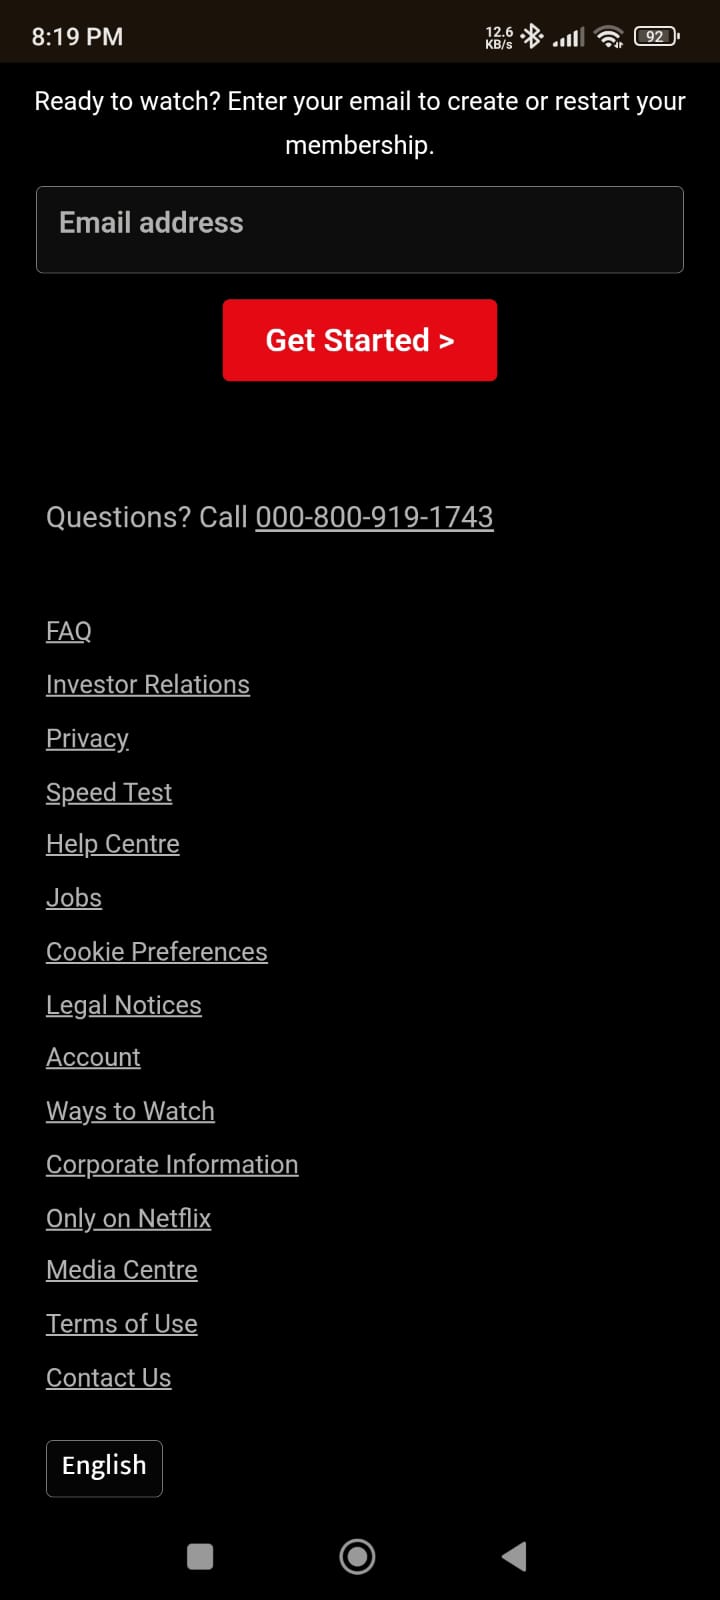 8:19 PM
12.6
KB/s
92
Ready to watch? Enter your email to create or restart your
membership.
Email address
Get Started >
Questions? Call 000-800-919-1743
FAQ
Investor Relations
Privacy
Speed Test
Help Centre
Jobs
Cookie Preferences
Legal Notices
Account
Ways to Watch
Corporate Information
Only on Netflix
Media Centre
Terms of Use
Contact Us
English